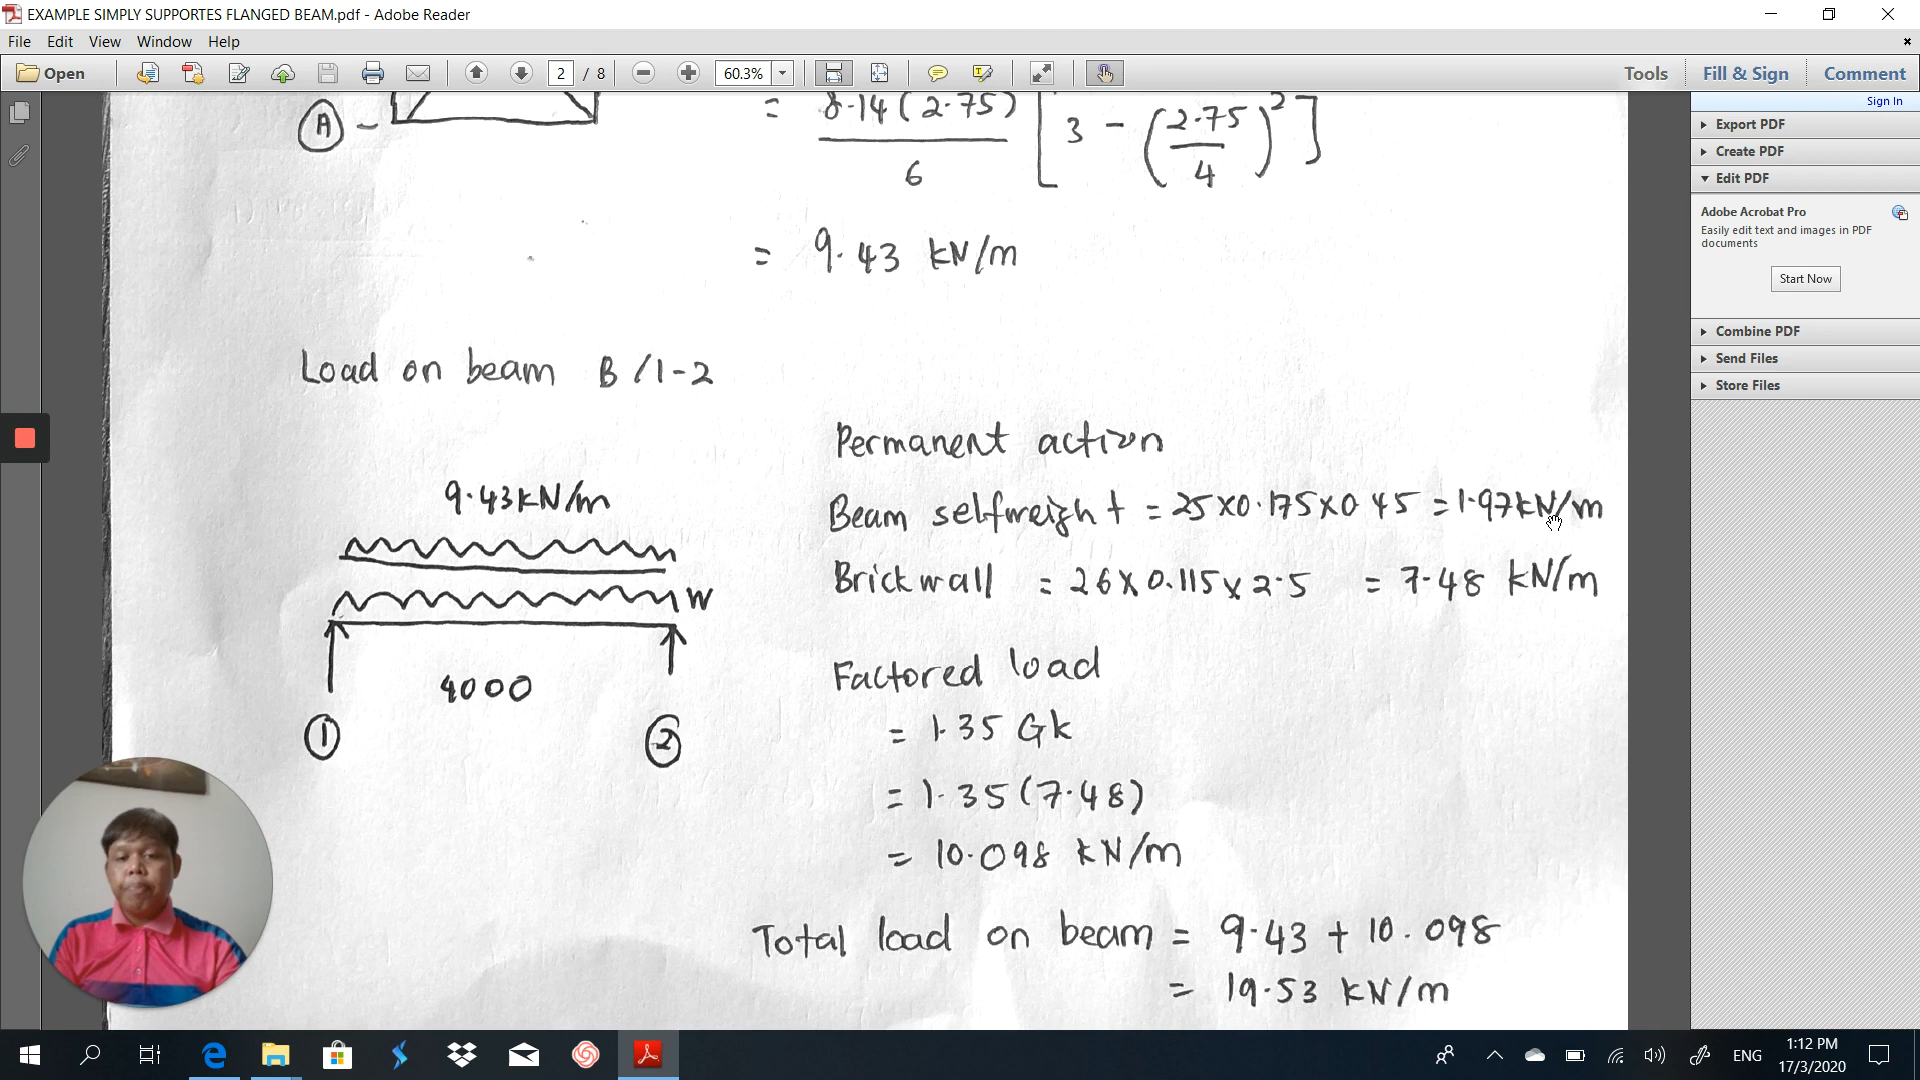 EXAMPLE SIMPLY SUPPORTES FLANGED BEAM.pdf - Adobe Reader
File Edit View Window Help
Open 2 / 8 60.3% Tools Fill & Sign Comment
Sign In
Export PDF
Create PDF
Edit PDF
Adobe Acrobat Pro
Easily edit text and images in PDF
documents
Start Now
Combine PDF
Send Files
Store Files
A - = 8.14(2.75)/6 [3 - (2.75/4)²]
= 9.43 kN/m
Load on beam B/1-2
9.43kN/m
W
4000
1 2
Permanent action
Beam selfweight = 25x0.175x0.45 = 1.97kN/m
Brickwall = 26x0.115x2.5 = 7.48 kN/m
Factored load
= 1.35 Gk
= 1.35(7.48)
= 10.098 kN/m
Total load on beam = 9.43 + 10.098
= 19.53 kN/m
ENG
1:12 PM
17/3/2020